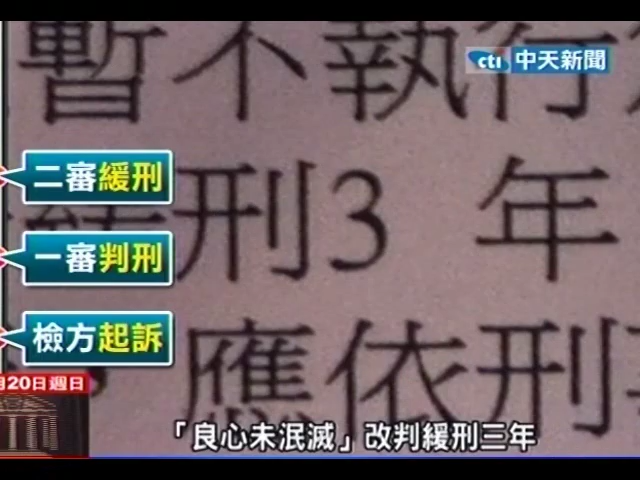 暫不執行
cti 中天新聞
二審緩刑
緩刑3 年
一審判刑
檢方起訴
應依刑
月20日週日
「良心未泯滅」改判緩刑三年